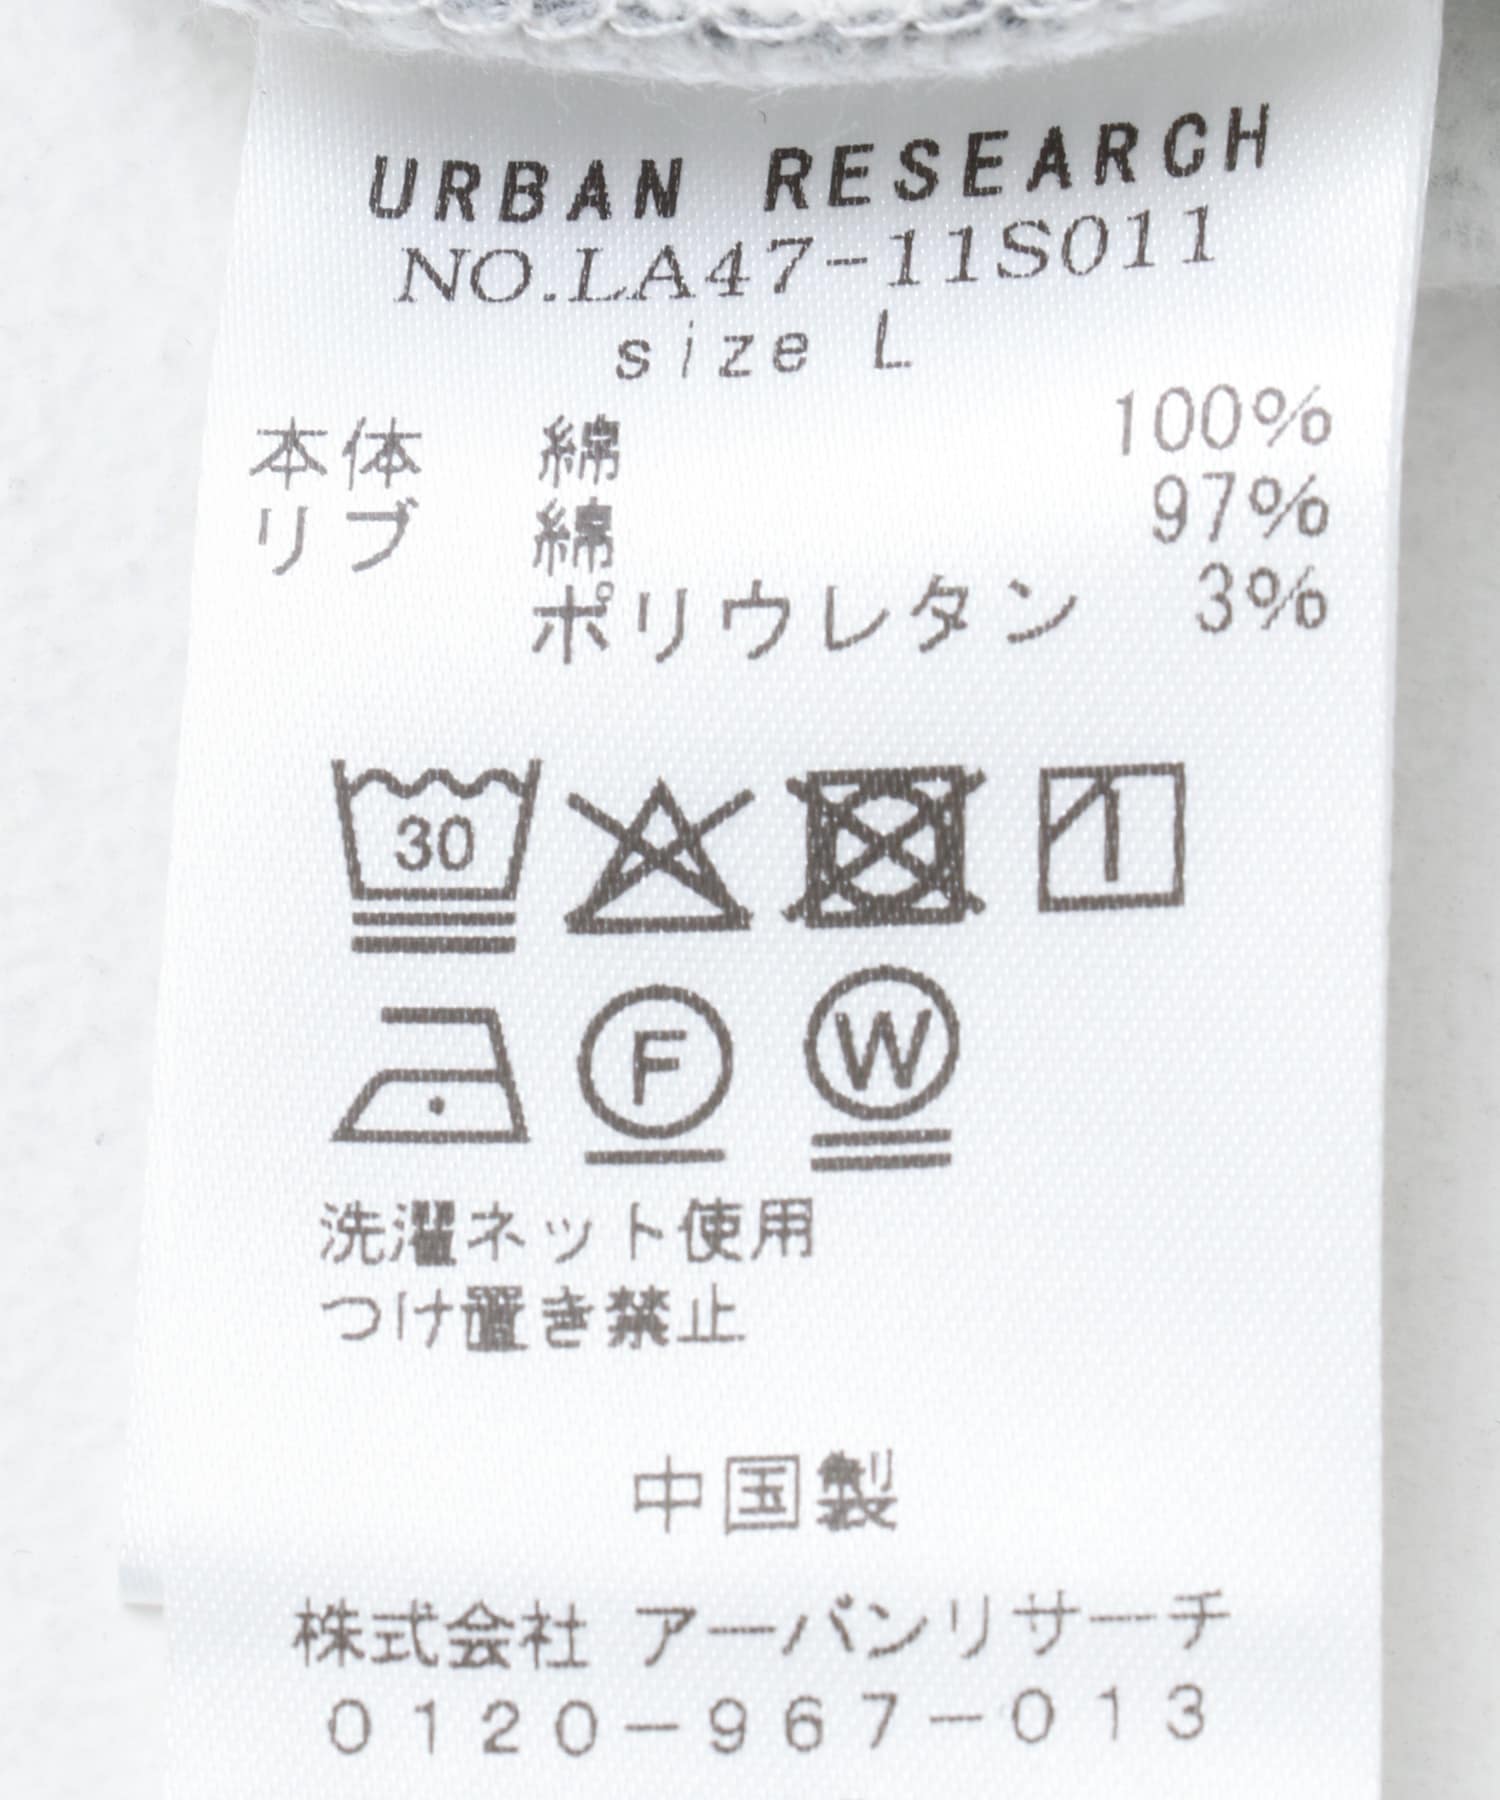 URBAN RESEARCH
NO.LA47-11S011
size L
本体 綿 100%
リブ 綿 97%
ポリウレタン 3%
30
F W
洗濯ネット使用
つけ置き禁止
中国製
株式会社 アーバンリサーチ
0120-967-013